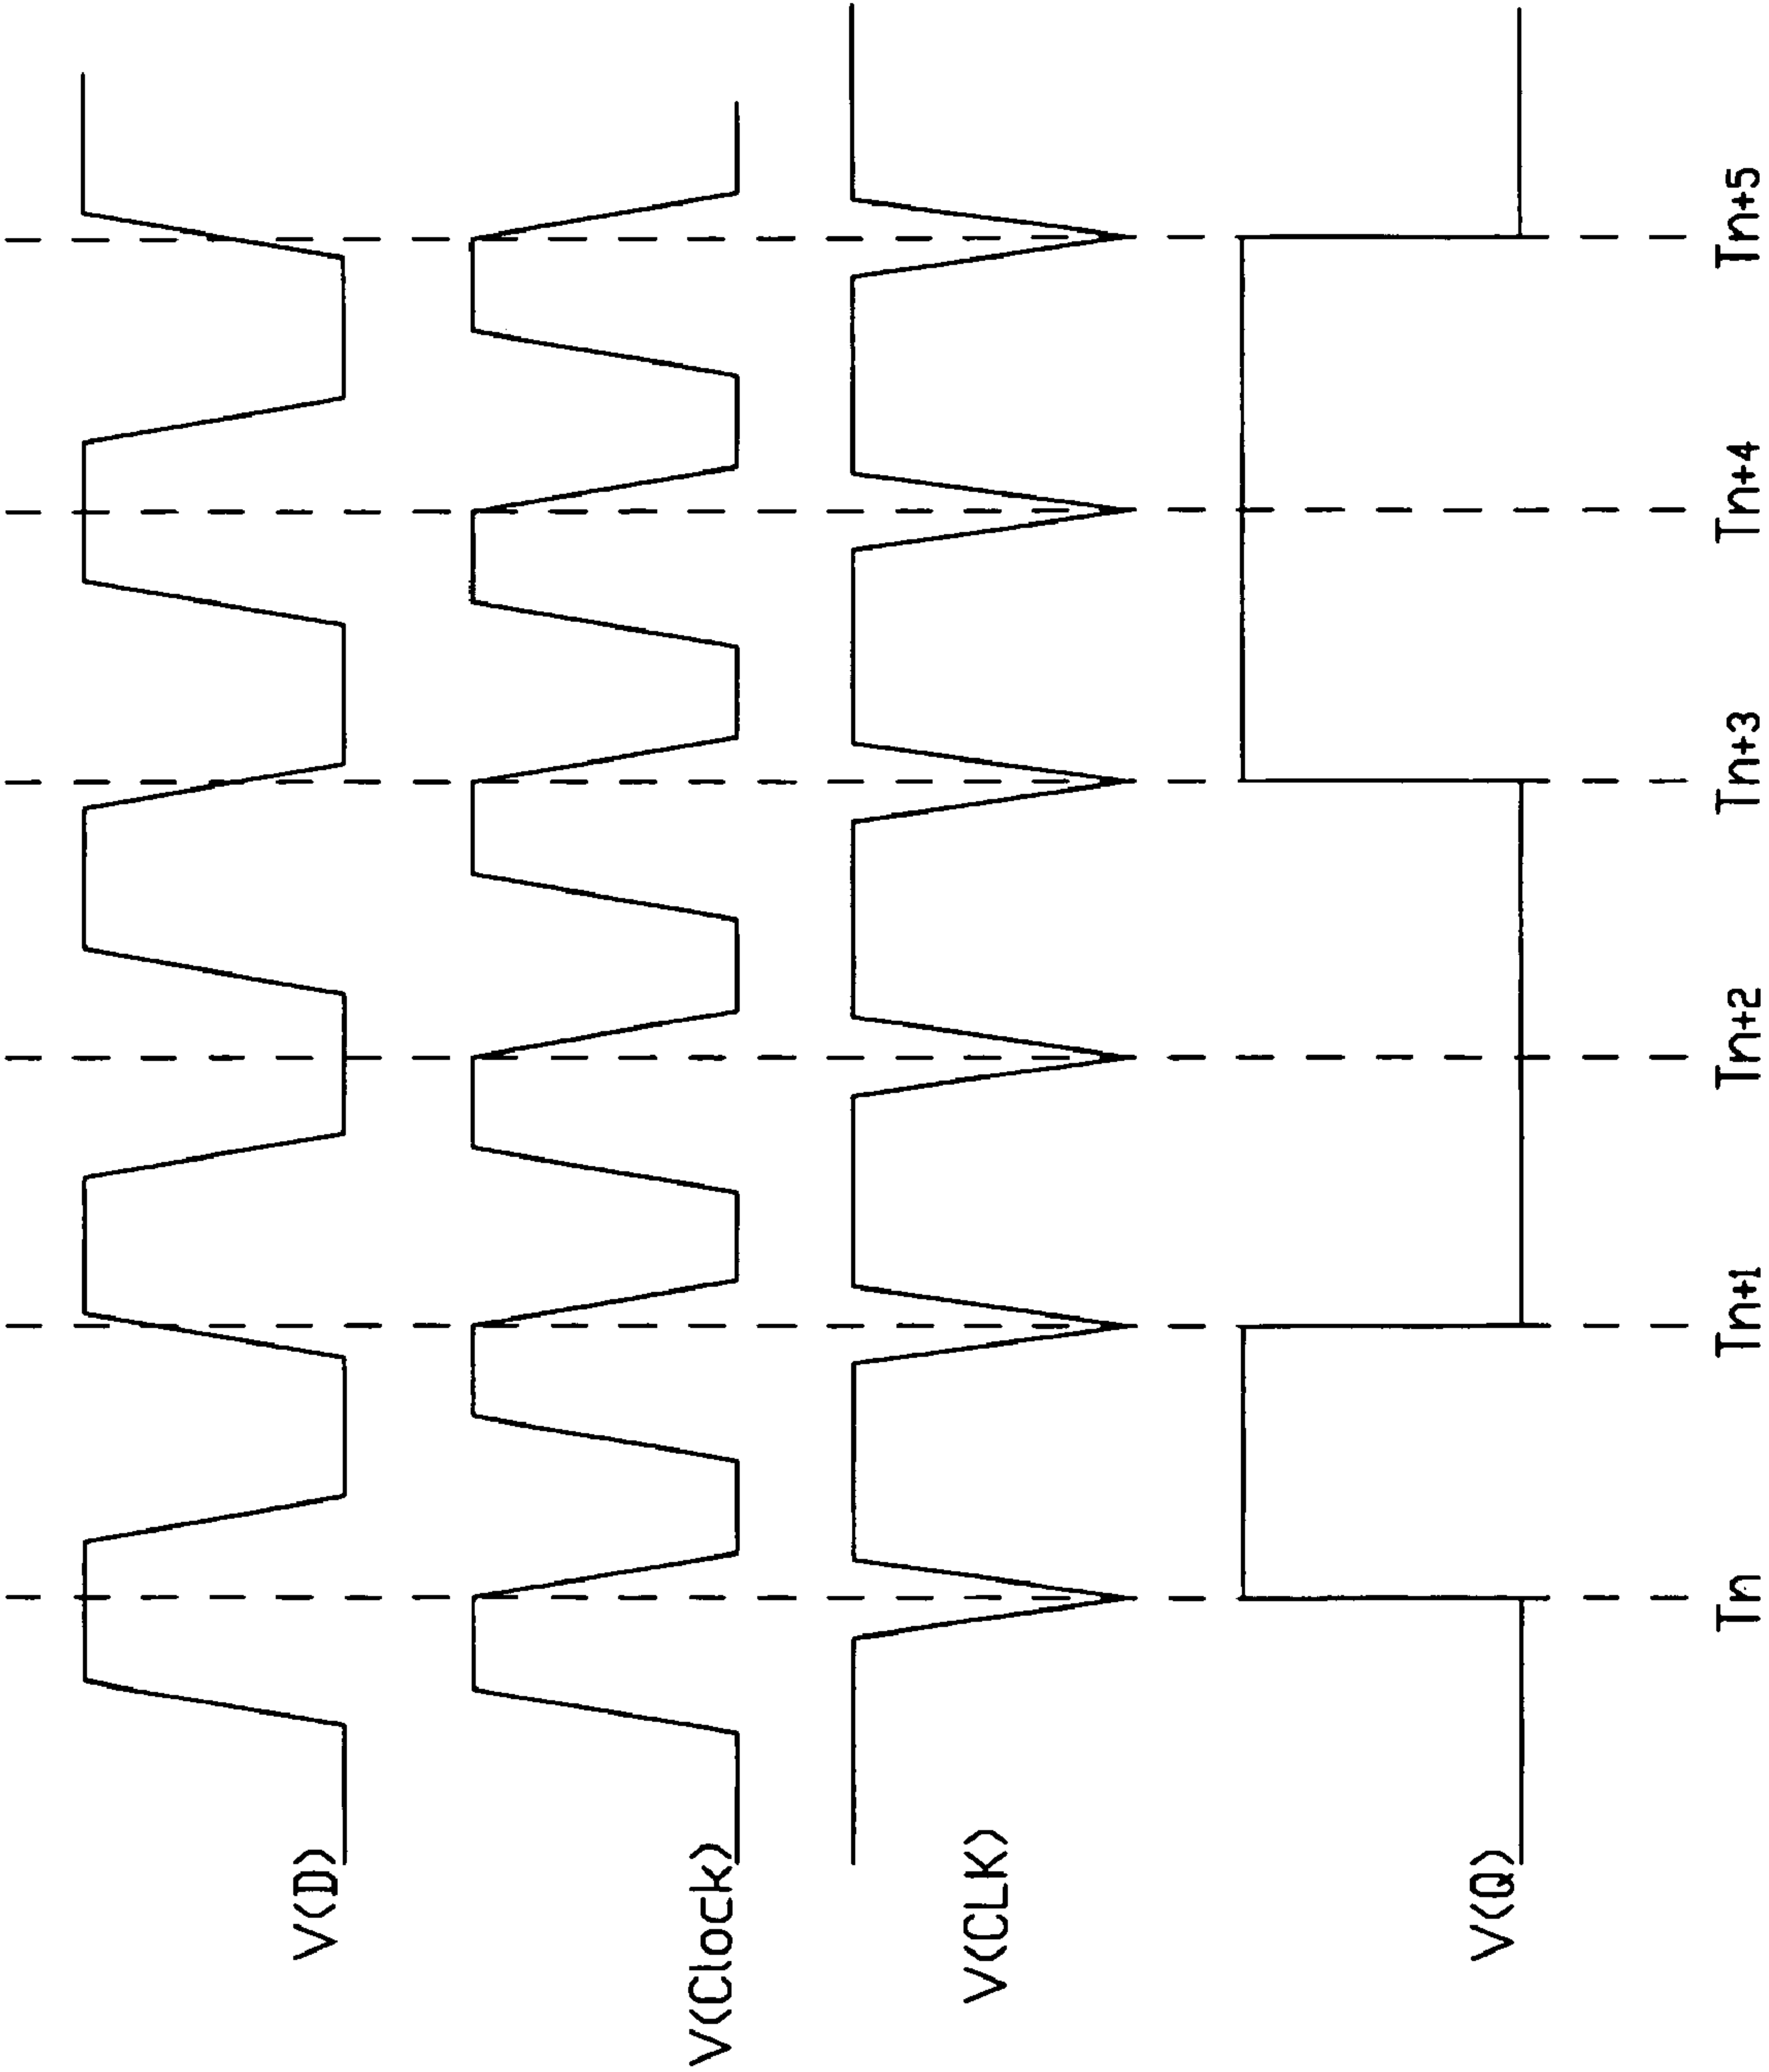 V(D)
V(Clock)
V(CLK)
V(Q)
Tn
Tn+1
Tn+2
Tn+3
Tn+4
Tn+5